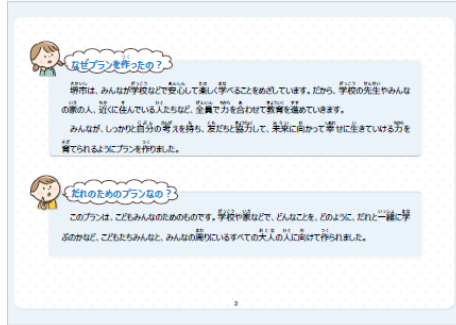 なぜプランを作ったの？
堺市は、みんなが学校などで安心して楽しく学べることをめざしています。だから、学校の先生やみんな
の家の人、近くに住んでいる人たちなど、全員で力を合わせて教育を進めていきます。
みんなが、しっかりと自分の考えを持ち、友だちと協力して、未来に向かって幸せに生きていける力を
育てられるようにプランを作りました。
だれのためのプランなの？
このプランは、こどもみんなのためのものです。学校や家などで、どんなことを、どのように、だれと一緒に学
ぶのかなど、こどもたちみんなと、みんなの周りにいるすべての大人の人に向けて作られました。